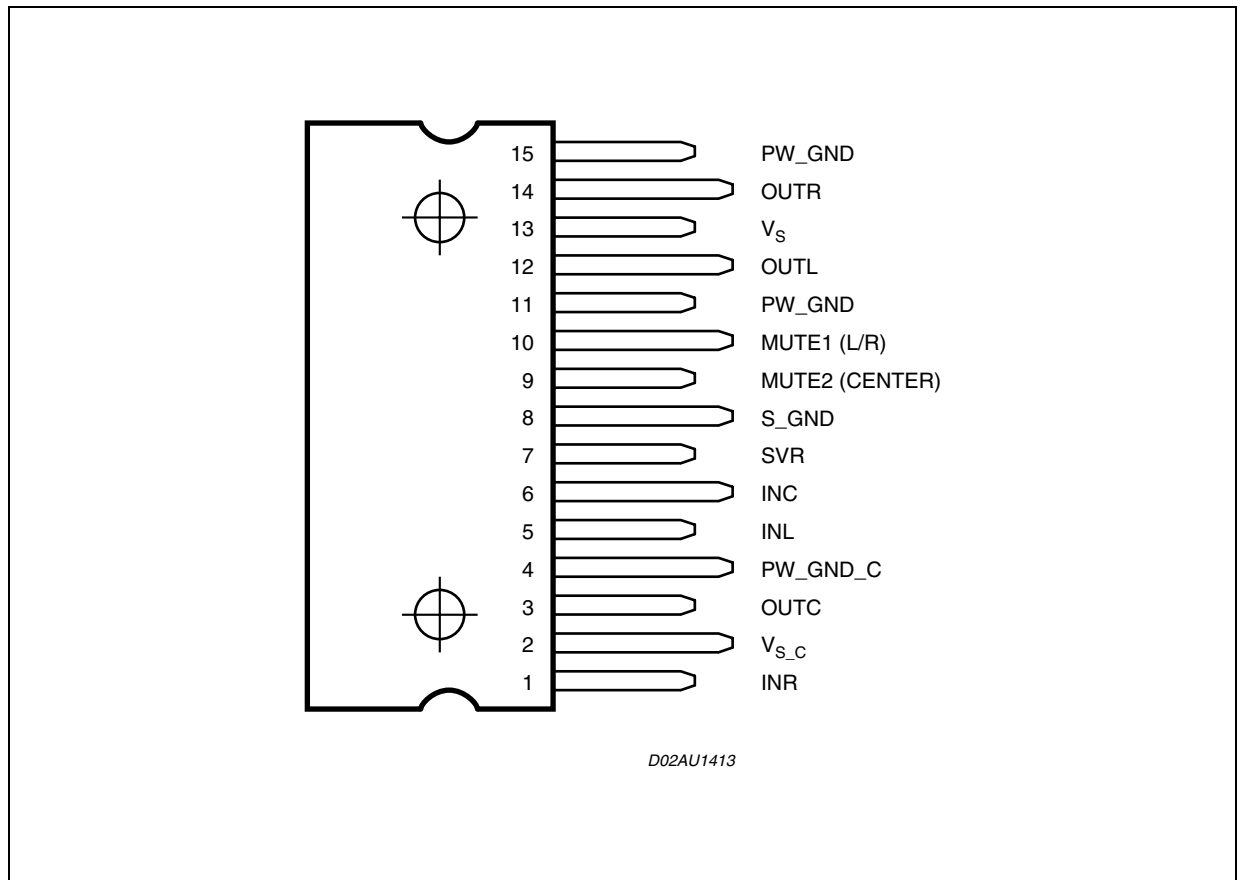 15 PW_GND
14 OUTR
13 VS
12 OUTL
11 PW_GND
10 MUTE1 (L/R)
9 MUTE2 (CENTER)
8 S_GND
7 SVR
6 INC
5 INL
4 PW_GND_C
3 OUTC
2 VS_C
1 INR
D02AU1413